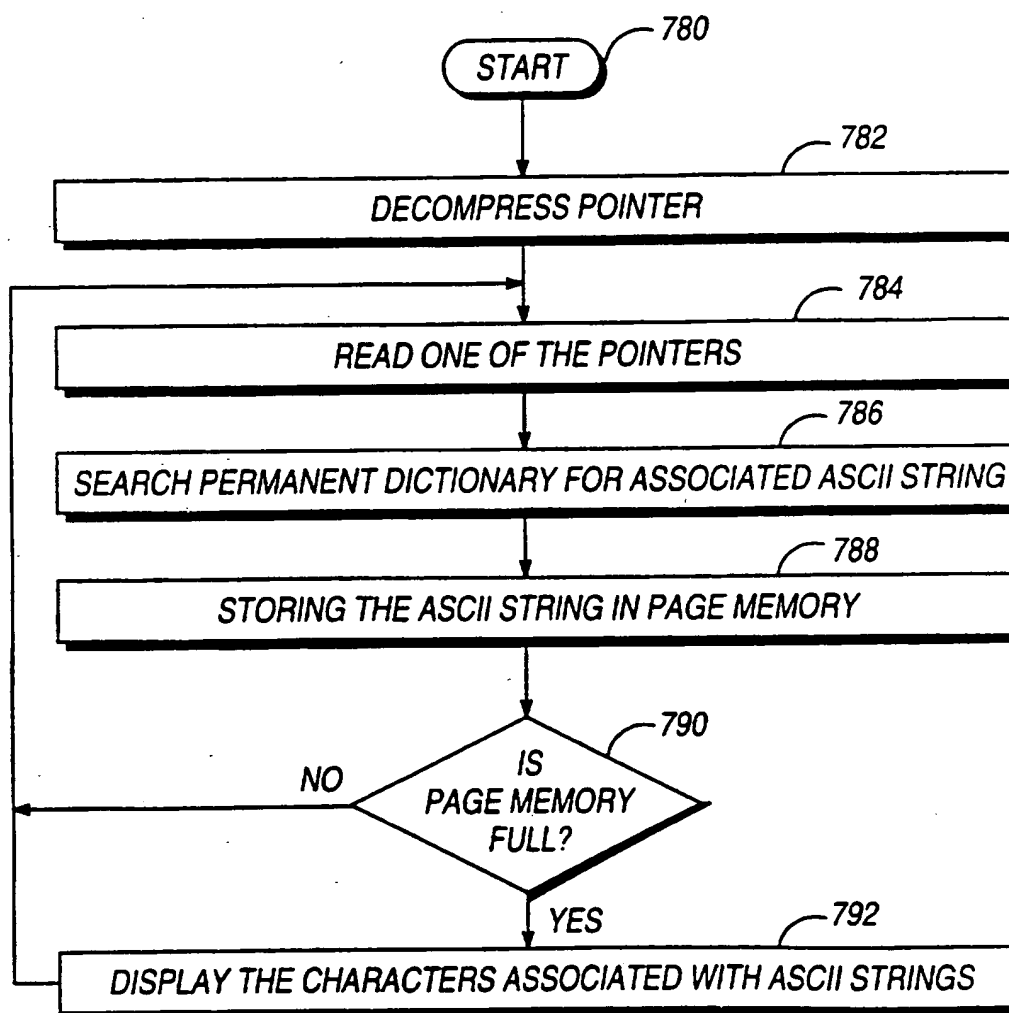 780
START
782
DECOMPRESS POINTER
784
READ ONE OF THE POINTERS
786
SEARCH PERMANENT DICTIONARY FOR ASSOCIATED ASCII STRING
788
STORING THE ASCII STRING IN PAGE MEMORY
790
IS
PAGE MEMORY
FULL?
NO
YES
792
DISPLAY THE CHARACTERS ASSOCIATED WITH ASCII STRINGS